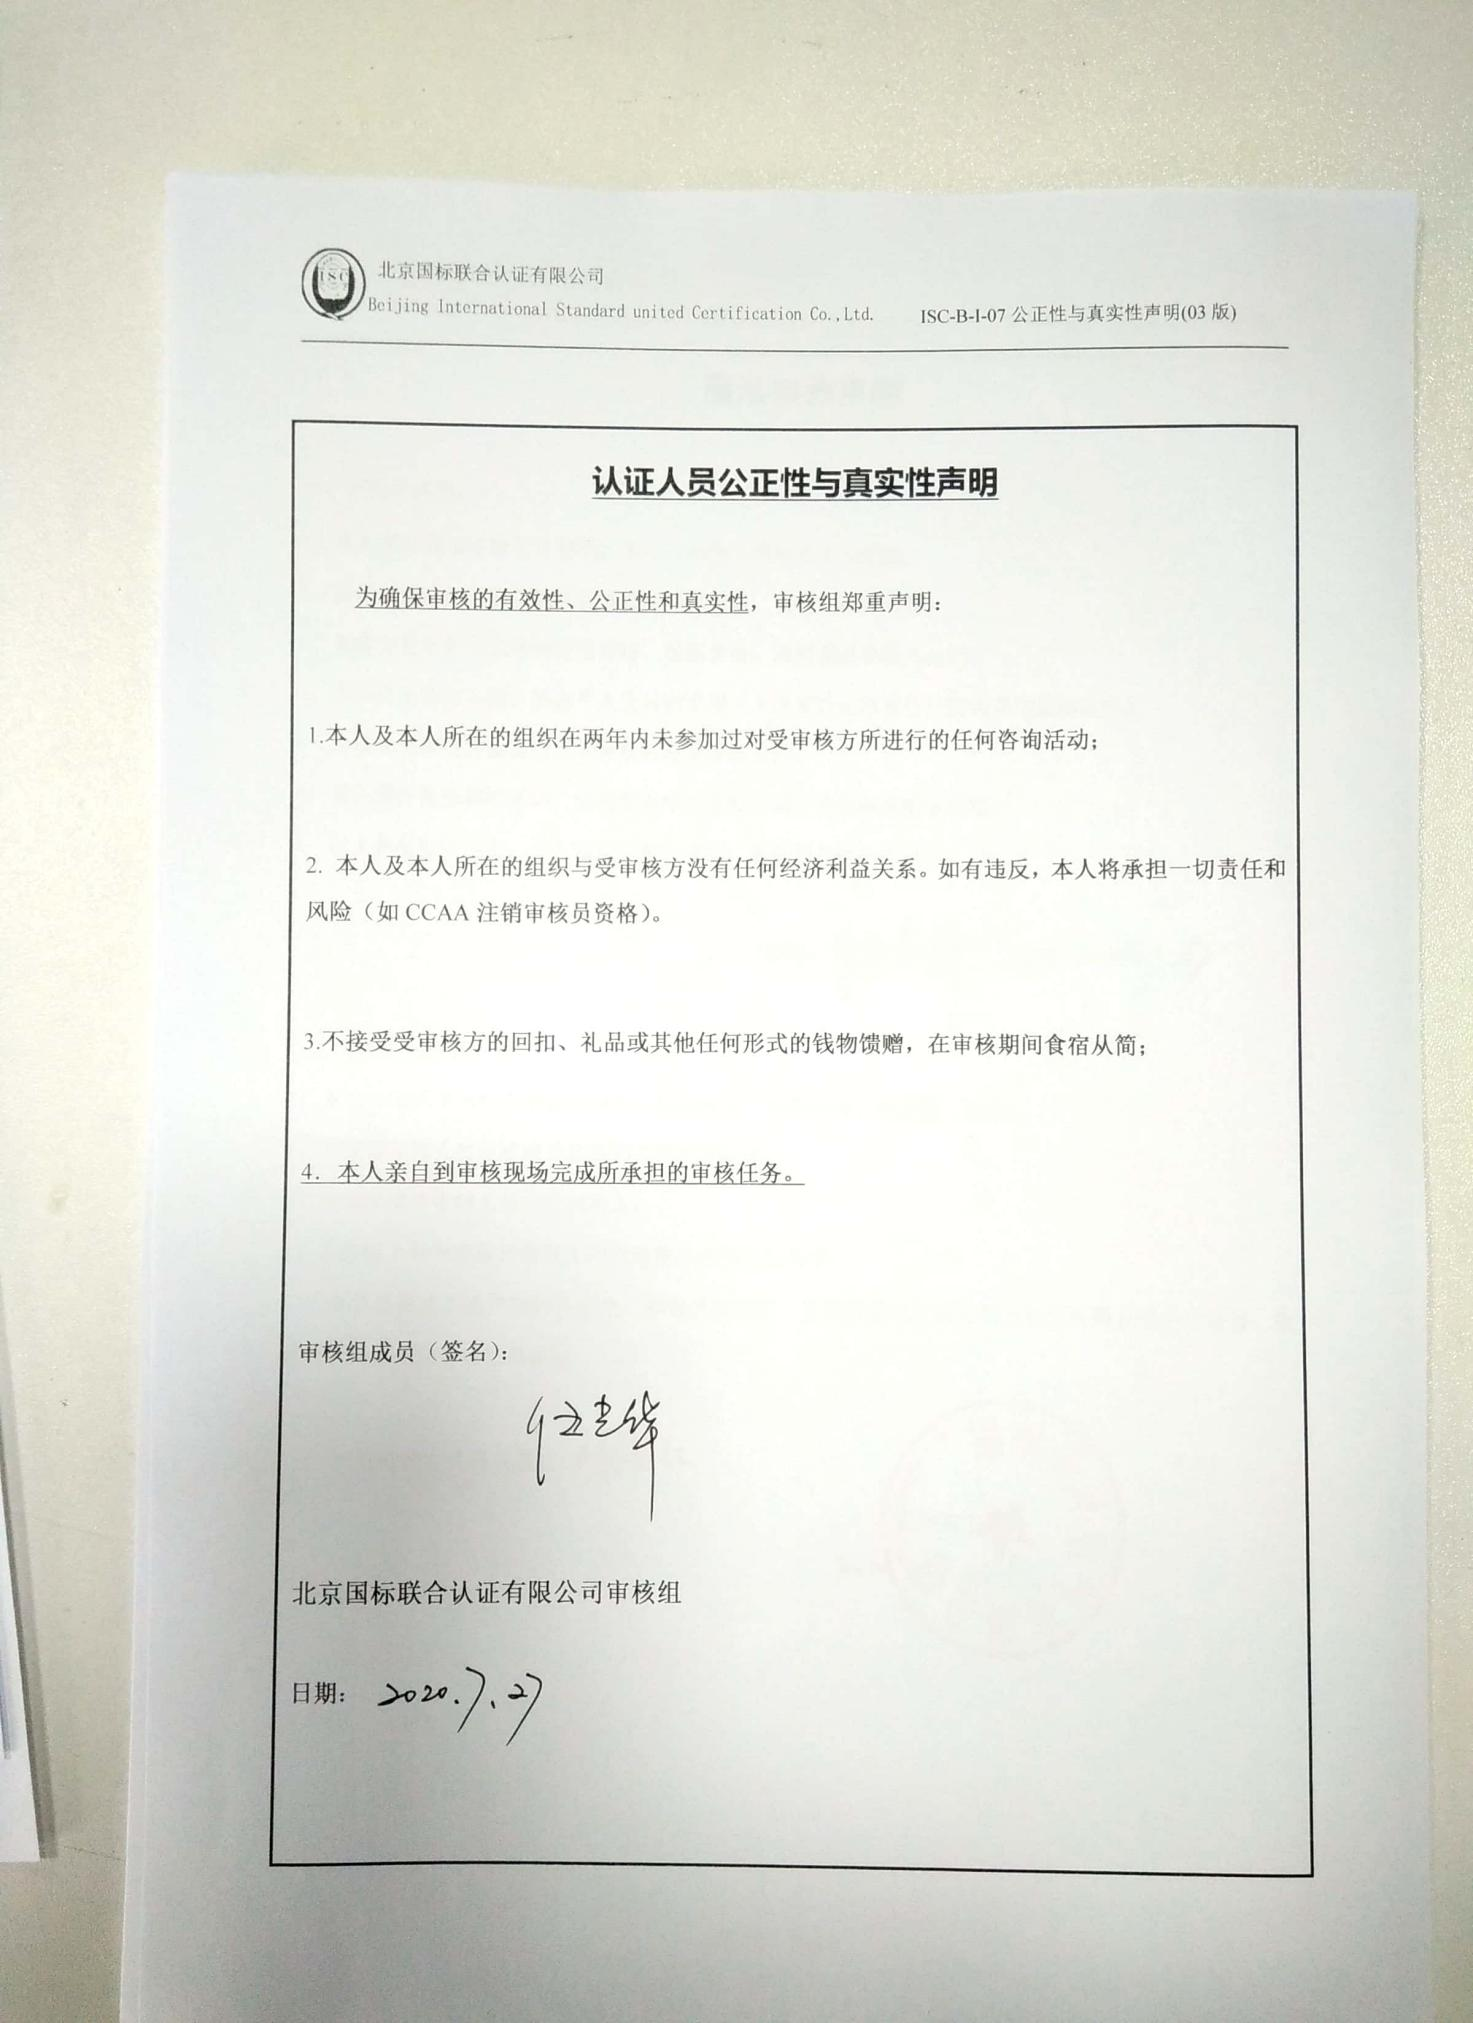 ISC
北京国标联合认证有限公司
Beijing International Standard united Certification Co.,Ltd. ISC-B-I-07 公正性与真实性声明(03 版)
认证人员公正性与真实性声明
为确保审核的有效性、公正性和真实性，审核组郑重声明：
1.本人及本人所在的组织在两年内未参加过对受审核方所进行的任何咨询活动；
2. 本人及本人所在的组织与受审核方没有任何经济利益关系。如有违反，本人将承担一切责任和
风险（如 CCAA 注销审核员资格）。
3.不接受受审核方的回扣、礼品或其他任何形式的钱物馈赠，在审核期间食宿从简；
4. 本人亲自到审核现场完成所承担的审核任务。
审核组成员（签名）：
伍光华
北京国标联合认证有限公司审核组
日期： 2020.7.27